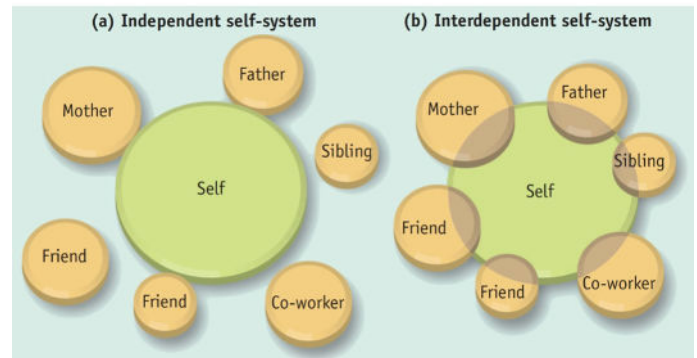 (a) Independent self-system
Father
Mother
Sibling
Self
Friend
Friend
Co-worker
(b) Interdependent self-system
Father
Mother
Sibling
Self
Friend
Co-worker
Friend